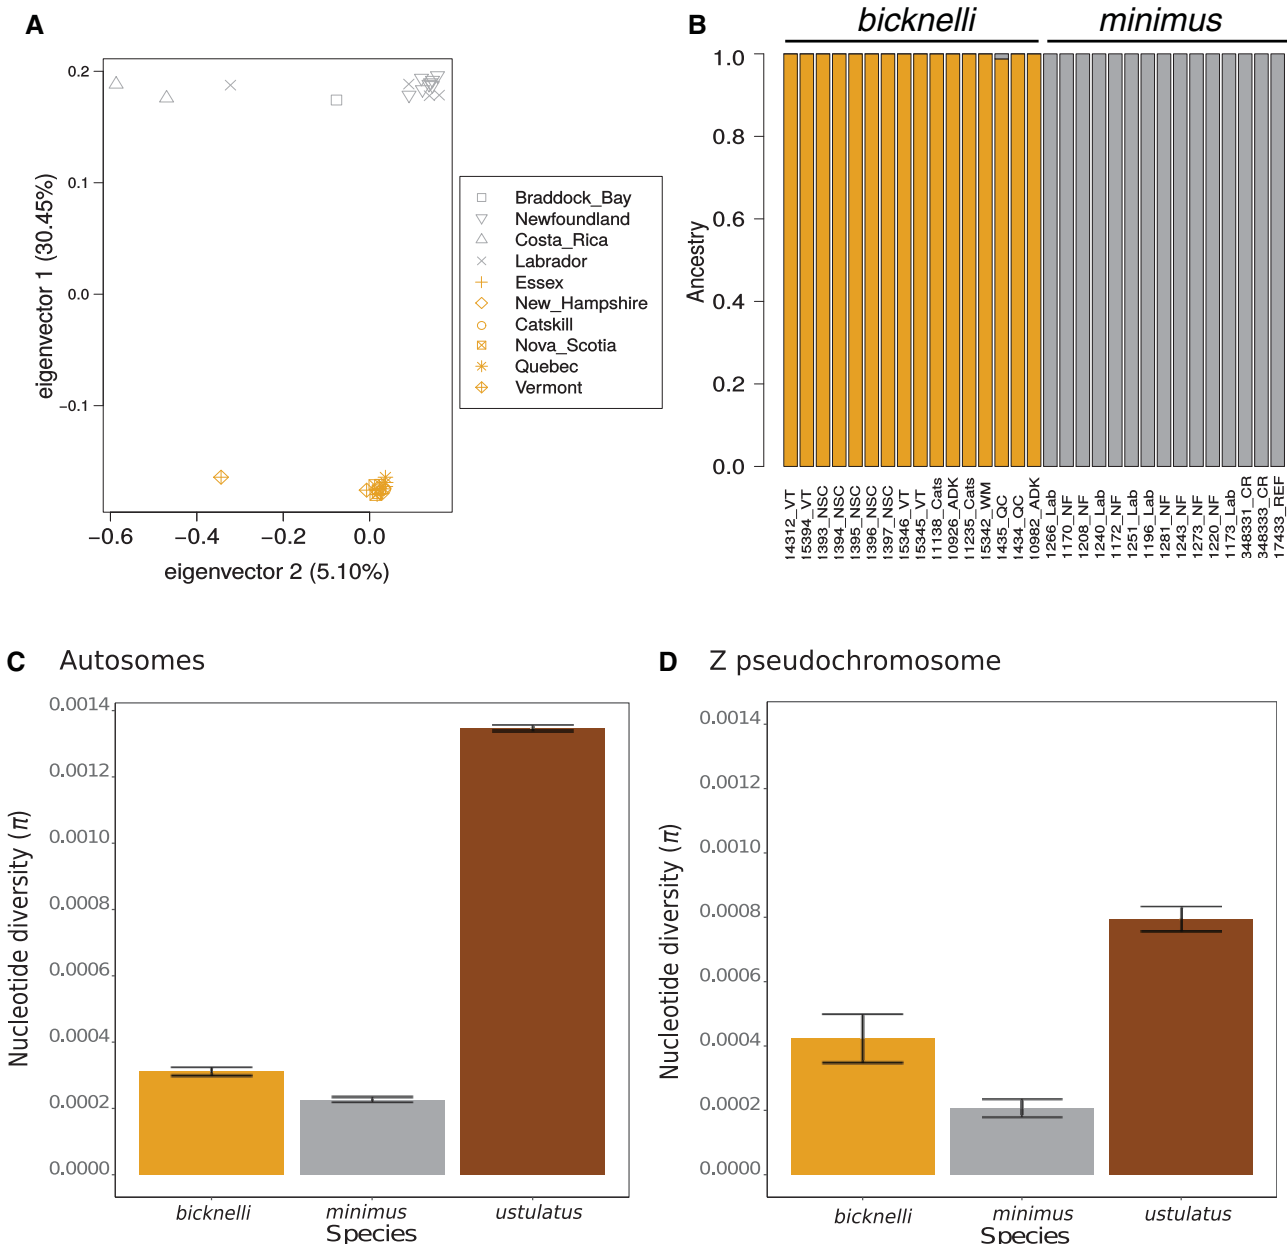 A
0.2
0.1
0.0
−0.1
eigenvector 1 (30.45%)
−0.6
−0.4
−0.2
0.0
eigenvector 2 (5.10%)
Braddock_Bay
Newfoundland
Costa_Rica
Labrador
Essex
New_Hampshire
Catskill
Nova_Scotia
Quebec
Vermont
B
bicknelli
minimus
1.0
0.8
0.6
0.4
0.2
0.0
Ancestry
14312_VT
15394_VT
1393_NSC
1394_NSC
1395_NSC
1396_NSC
1397_NSC
15346_VT
15345_VT
11138_Cats
10926_ADK
11235_Cats
15342_WM
1435_QC
1434_QC
10982_ADK
1266_Lab
1170_NF
1208_NF
1240_Lab
1172_NF
1251_Lab
1196_Lab
1281_NF
1243_NF
1273_NF
1220_NF
1173_Lab
348331_CR
348333_CR
17433_REF
C Autosomes
0.0014
0.0012
0.0010
0.0008
0.0006
0.0004
0.0002
0.0000
Nucleotide diversity (π)
bicknelli
minimus
ustulatus
Species
D Z pseudochromosome
0.0014
0.0012
0.0010
0.0008
0.0006
0.0004
0.0002
0.0000
Nucleotide diversity (π)
bicknelli
minimus
ustulatus
Species